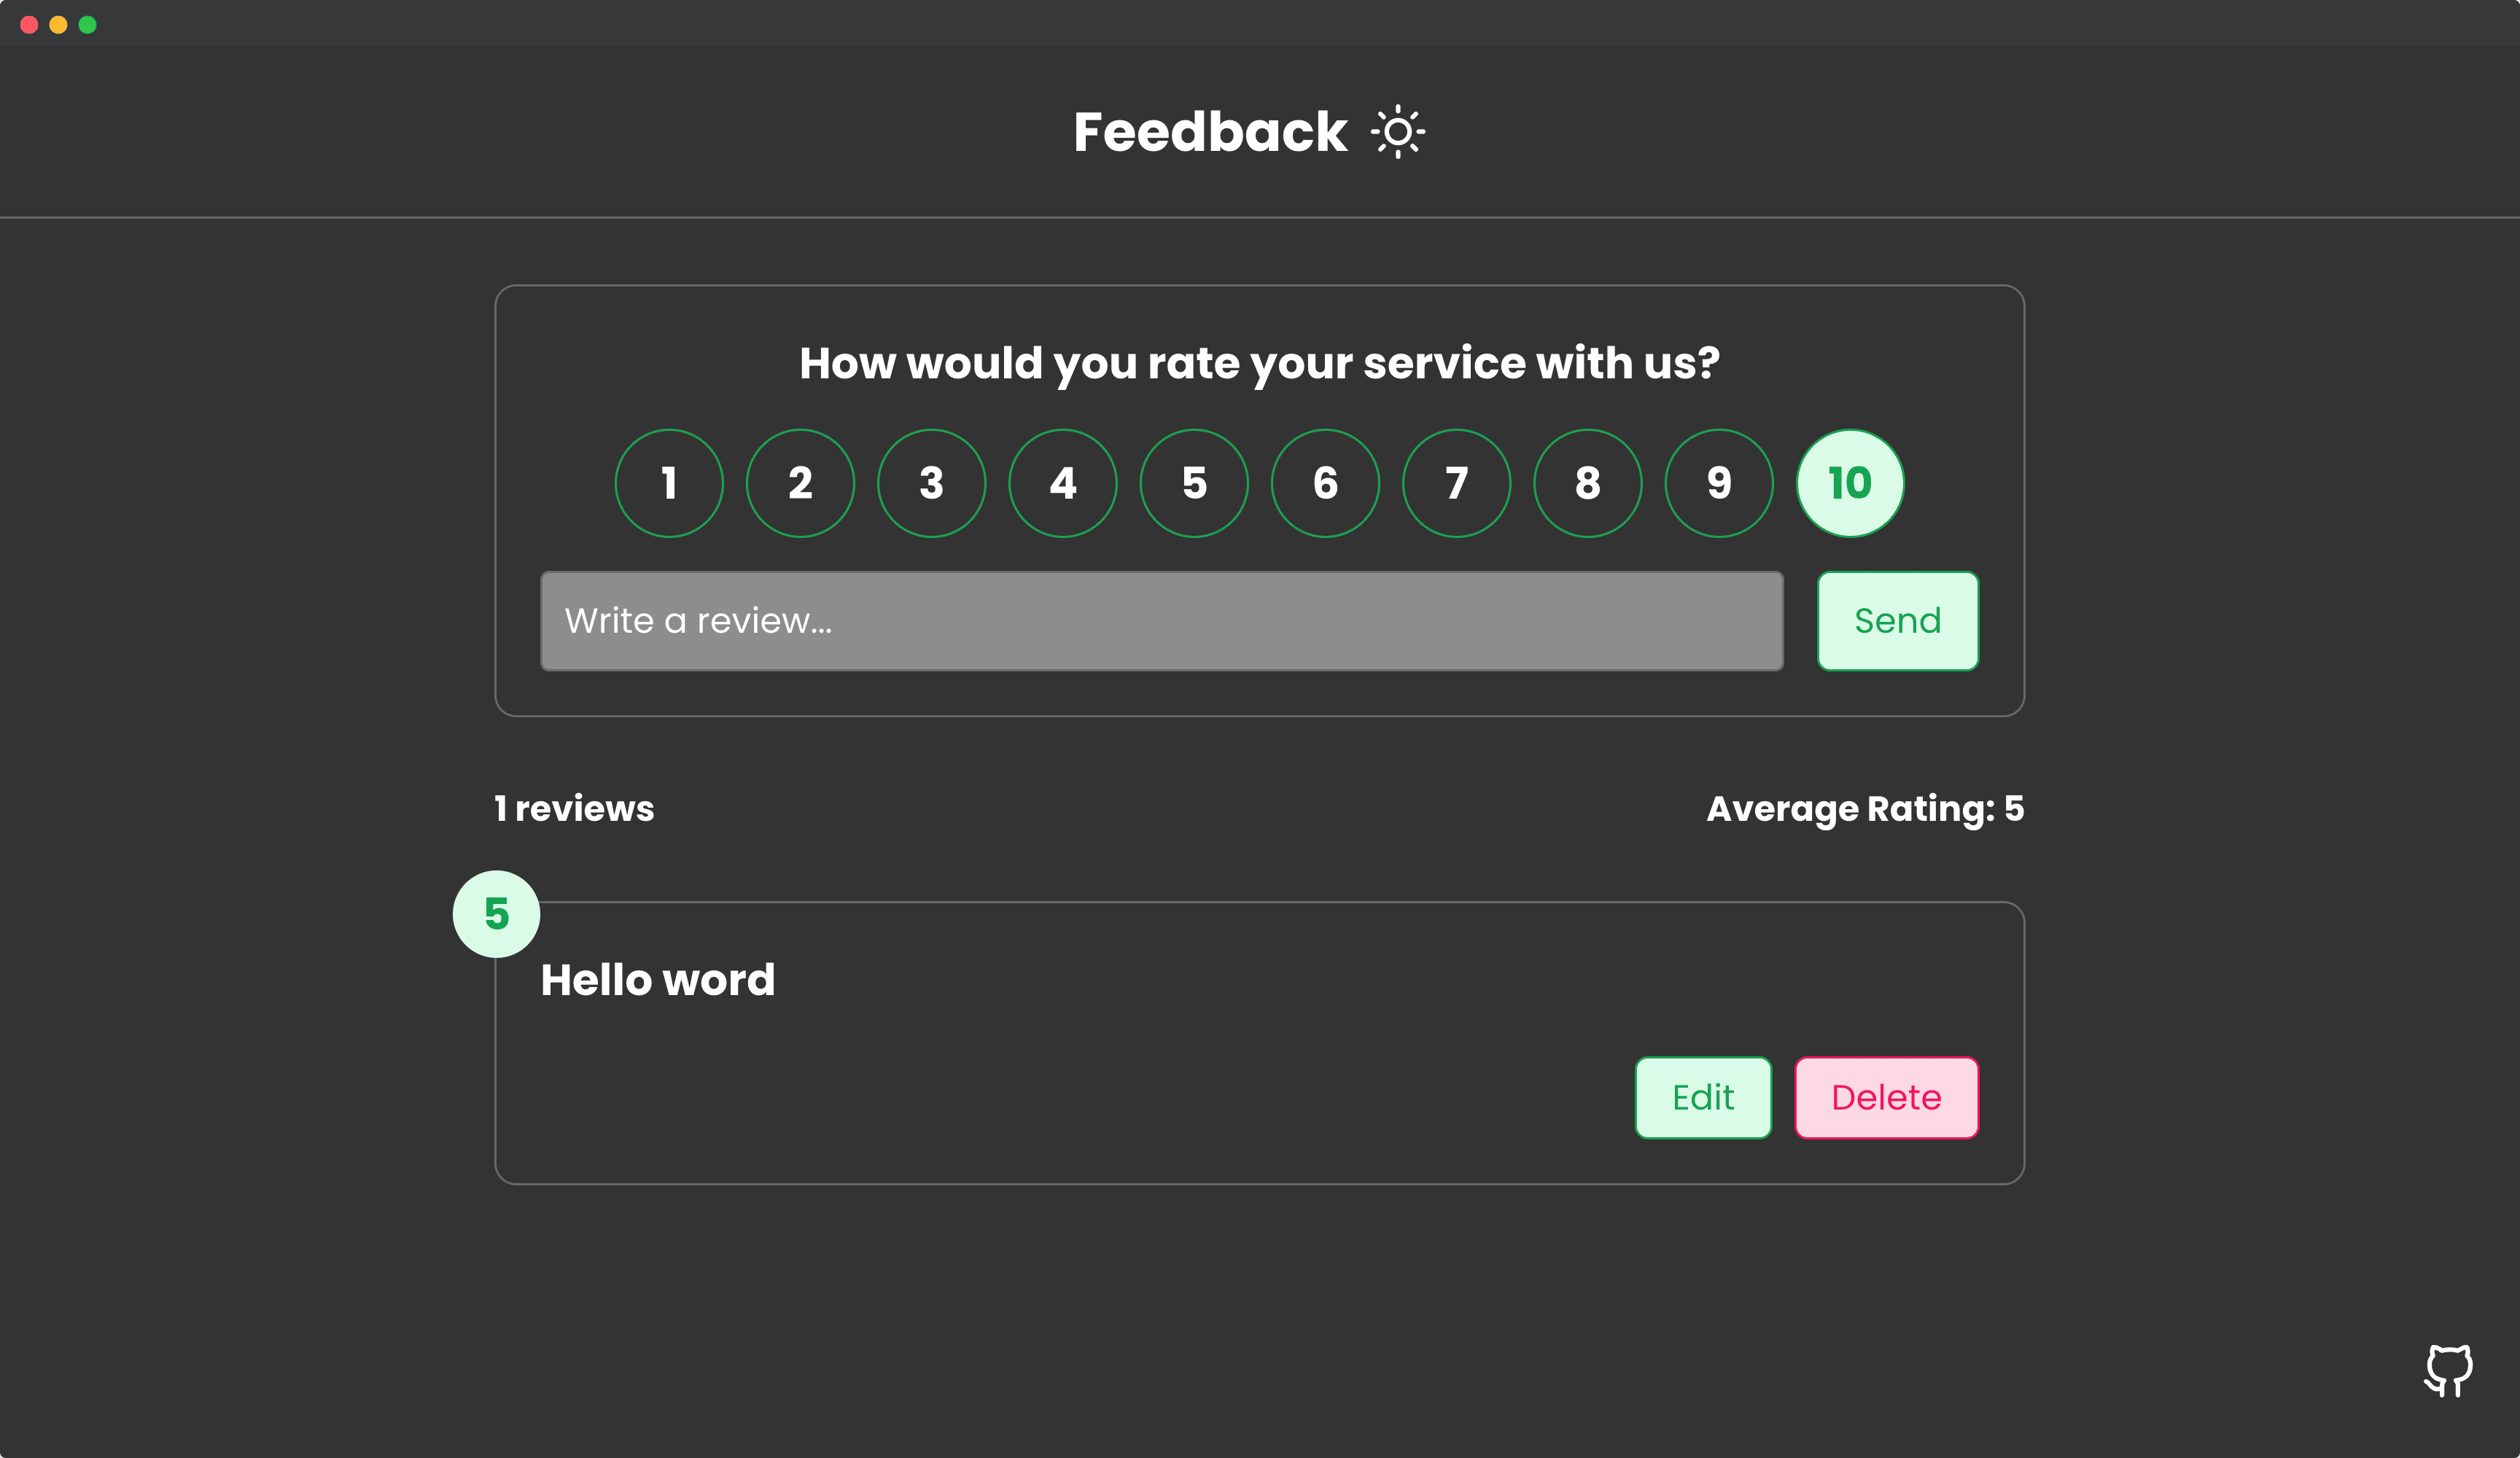 Feedback
How would you rate your service with us?
1 2 3 4 5 6 7 8 9 10
Write a review...
Send
1 reviews
Average Rating: 5
5
Hello word
Edit
Delete